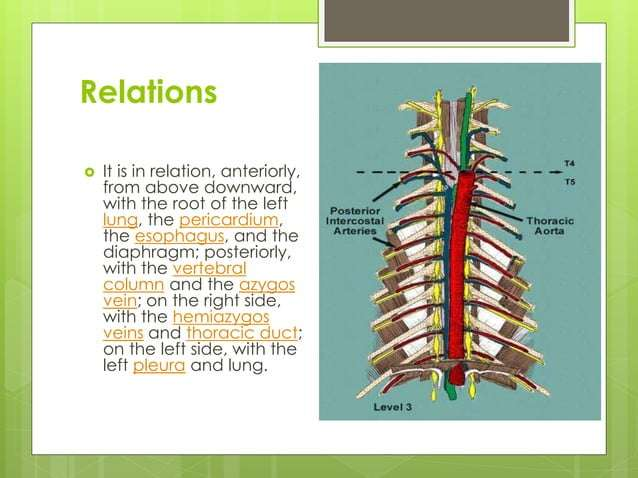 Relations
It is in relation, anteriorly,
from above downward,
with the root of the left
lung, the pericardium,
the esophagus, and the
diaphragm; posteriorly,
with the vertebral
column and the azygos
vein; on the right side,
with the hemiazygos
veins and thoracic duct;
on the left side, with the
left pleura and lung.
T4
T5
Posterior
Intercostal
Arteries
Thoracic
Aorta
Level 3